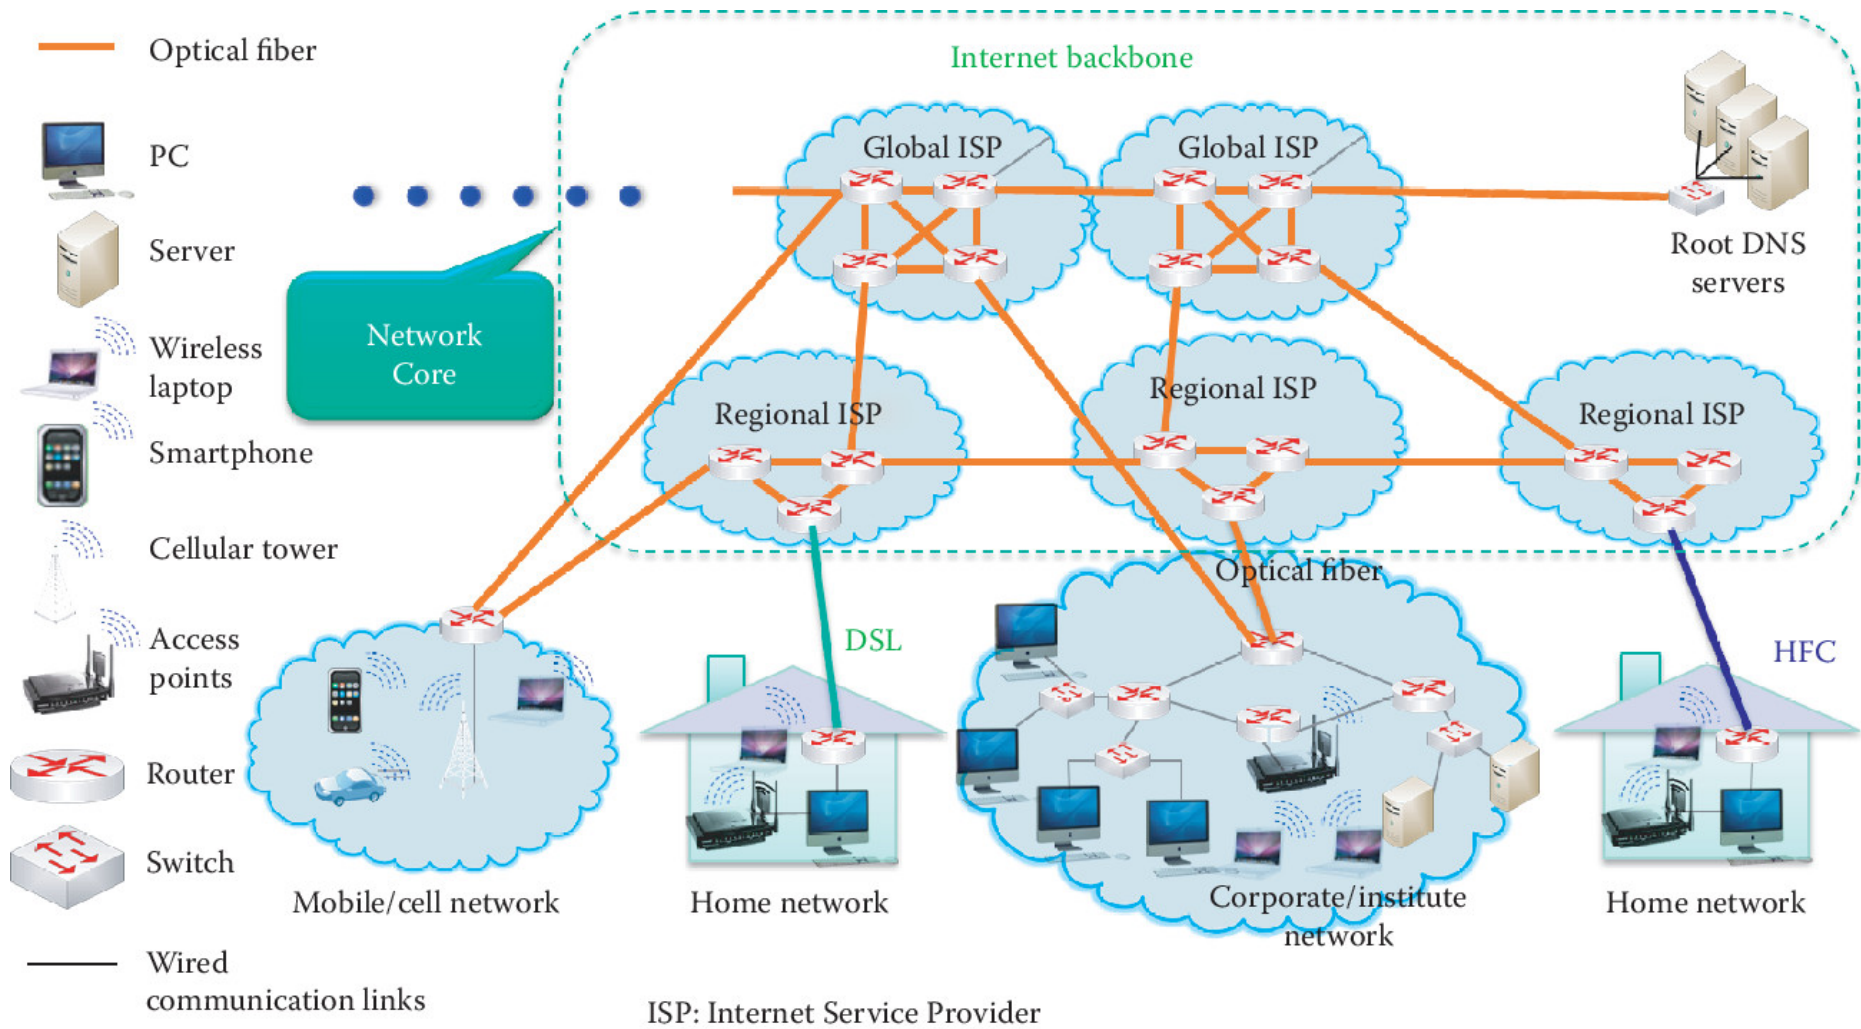 Optical fiber
PC
Server
Wireless
laptop
Smartphone
Cellular tower
Access
points
Router
Switch
Wired
communication links
Internet backbone
Network
Core
Global ISP
Global ISP
Root DNS
servers
Regional ISP
Regional ISP
Regional ISP
Optical fiber
DSL
HFC
Mobile/cell network
Home network
Corporate/institute
network
Home network
ISP: Internet Service Provider